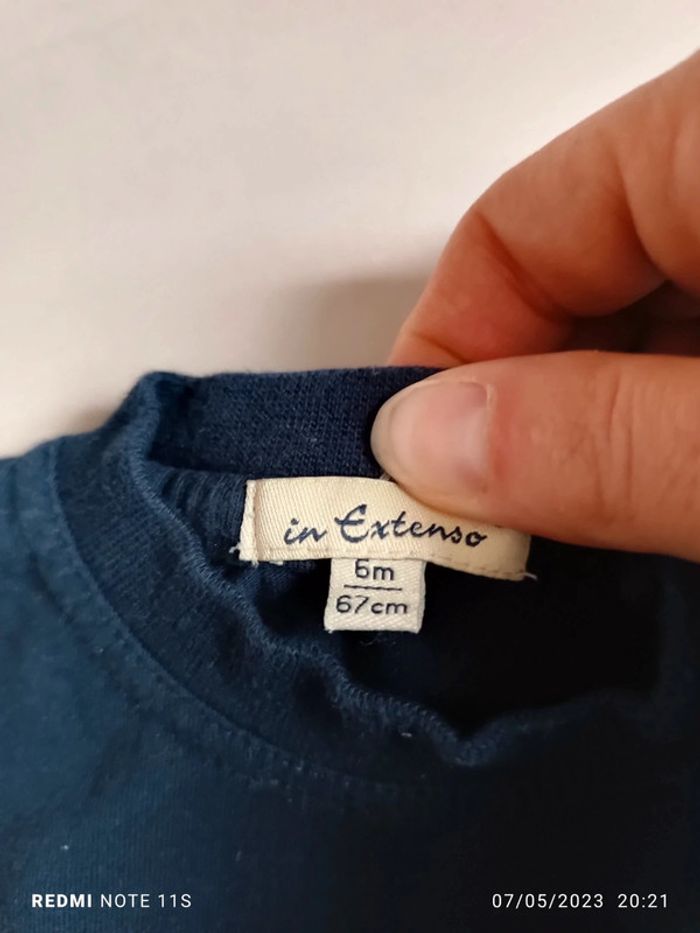 in Extenso
6m
67cm
REDMI NOTE 11S
07/05/2023 20:21